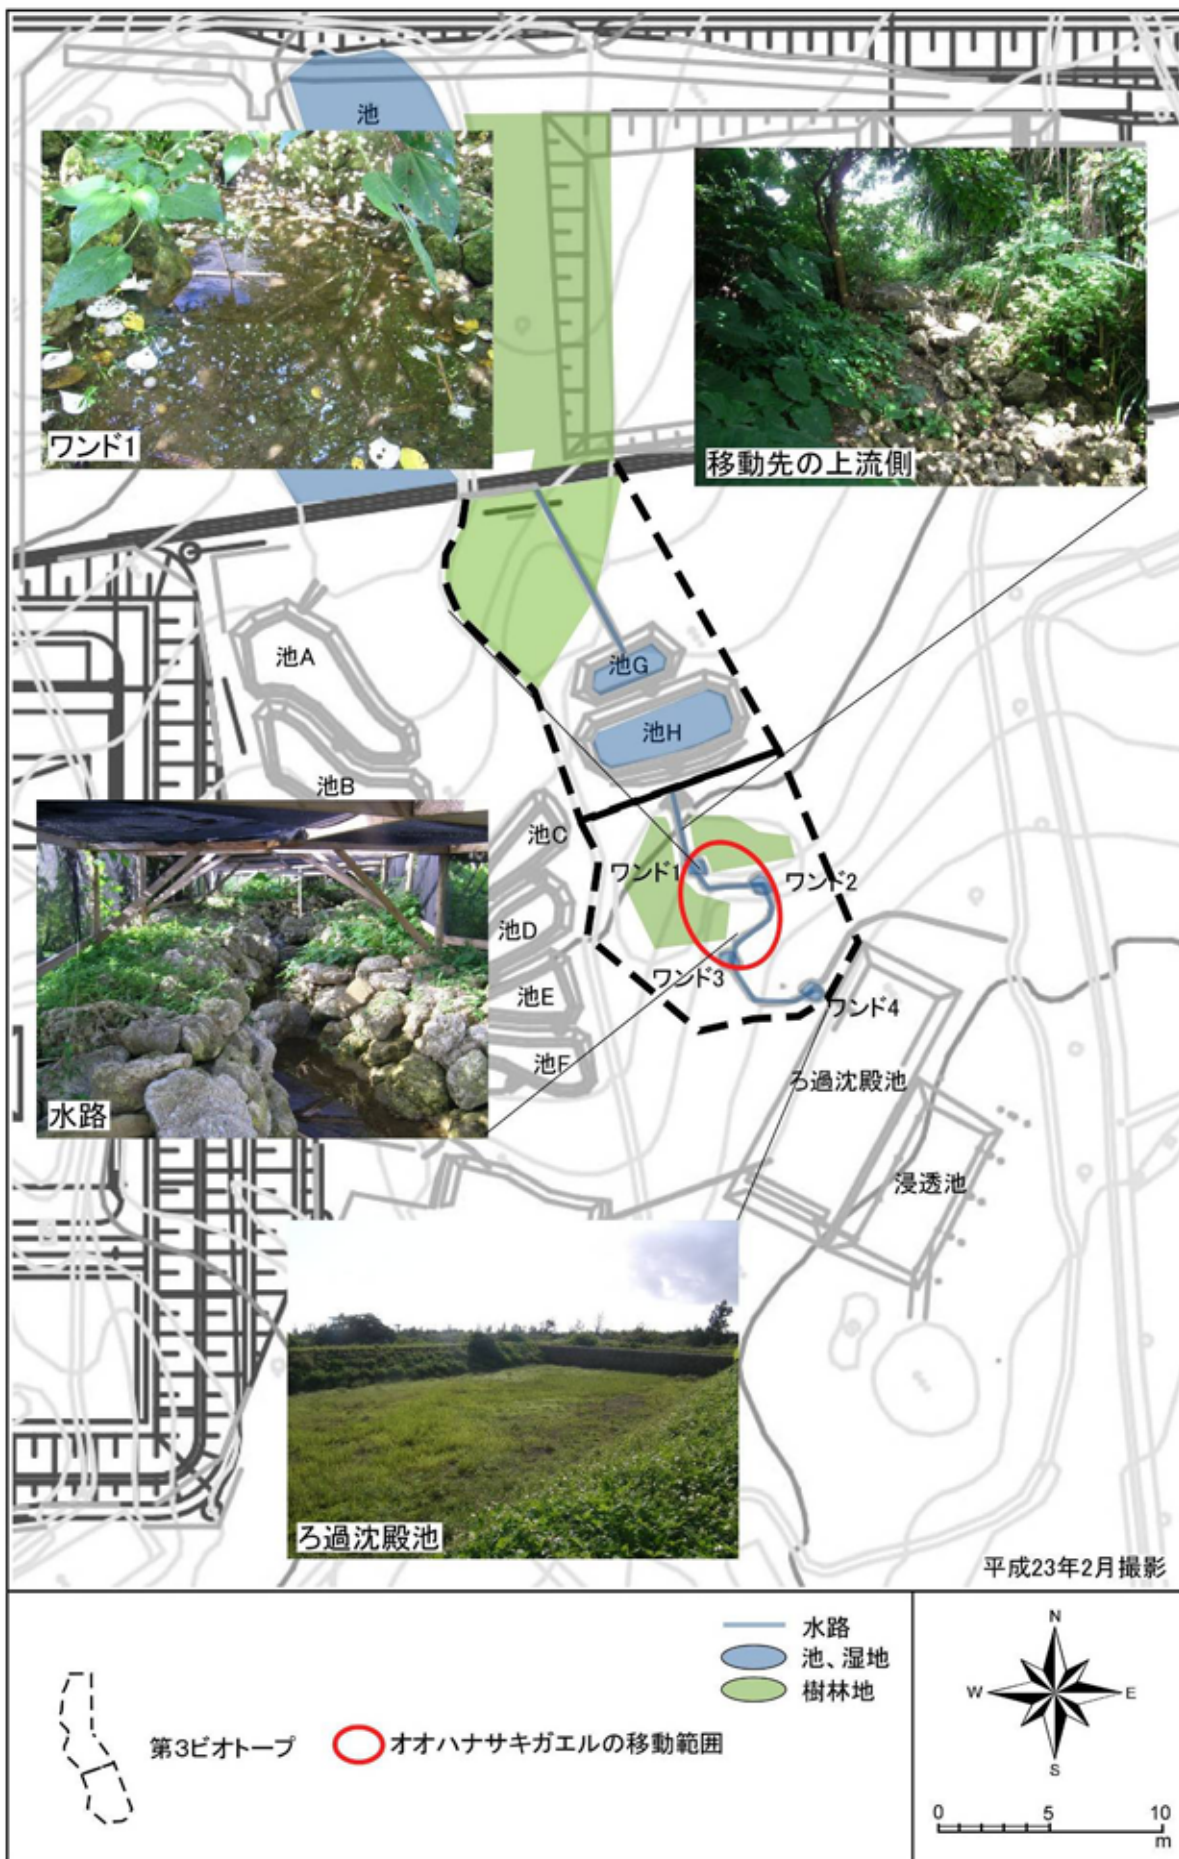 池
ワンド1
移動先の上流側
池A
池G
池H
池B
池C
ワンド1
ワンド2
池D
ワンド3
池E
ワンド4
池F
ろ過沈殿池
水路
浸透池
ろ過沈殿池
平成23年2月撮影
水路
池、湿地
樹林地
第3ビオトープ
オオハナサキガエルの移動範囲
N
W E
S
0 5 10
m